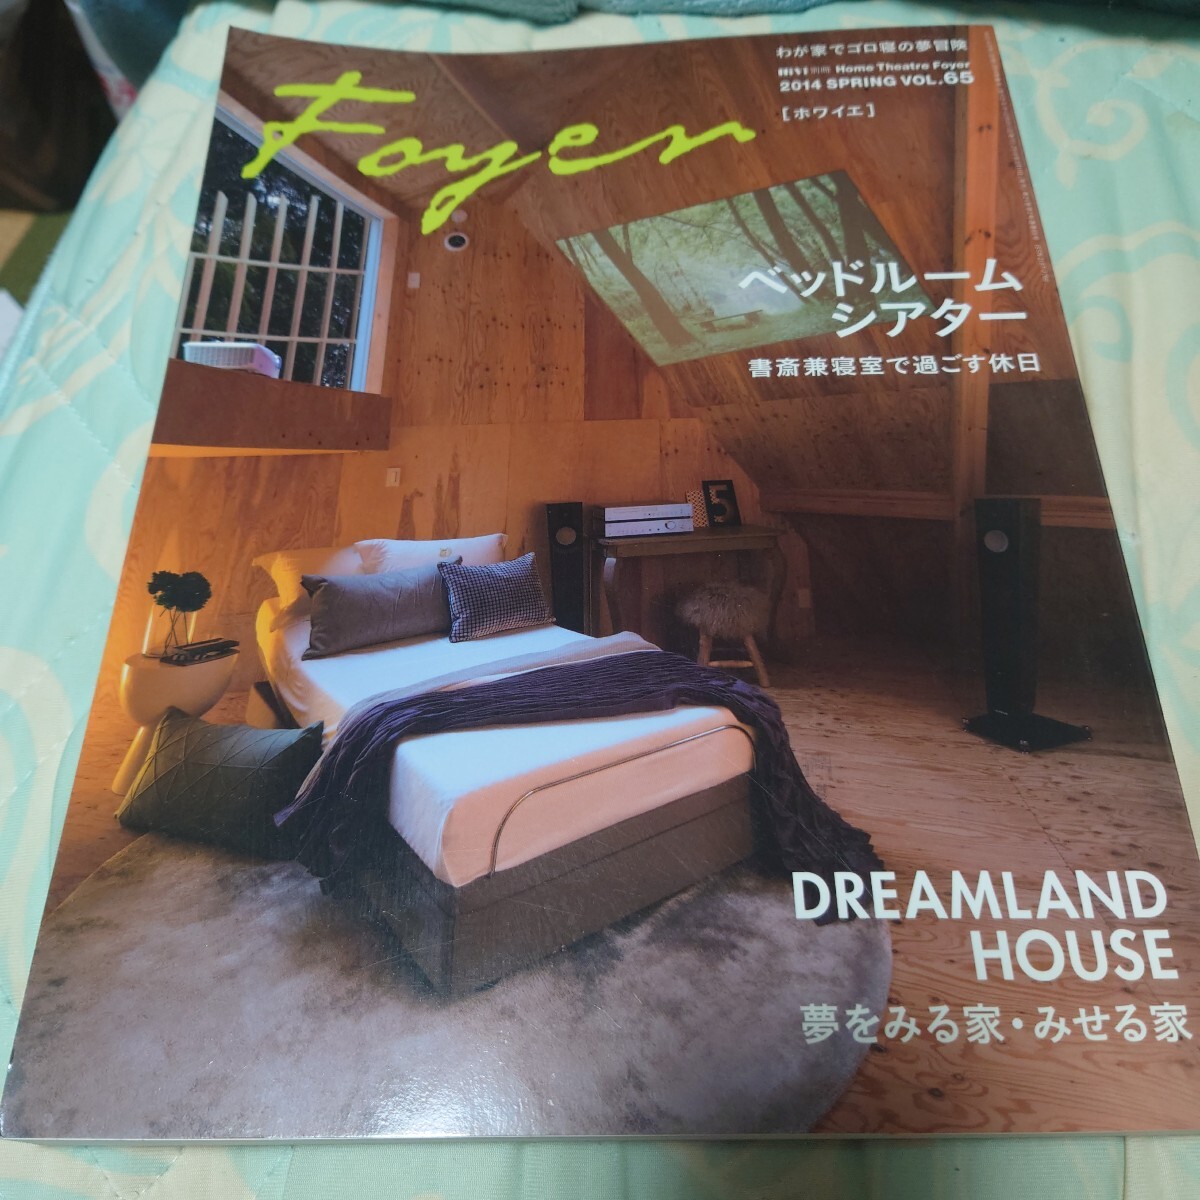 わが家でゴロ寝の夢冒険
HiVi別冊 Home Theatre Foyer
2014 SPRING VOL.65
[ホワイエ]
Foyer
ベッドルーム
シアター
書斎兼寝室で過ごす休日
5
DREAMLAND
HOUSE
夢をみる家・みせる家